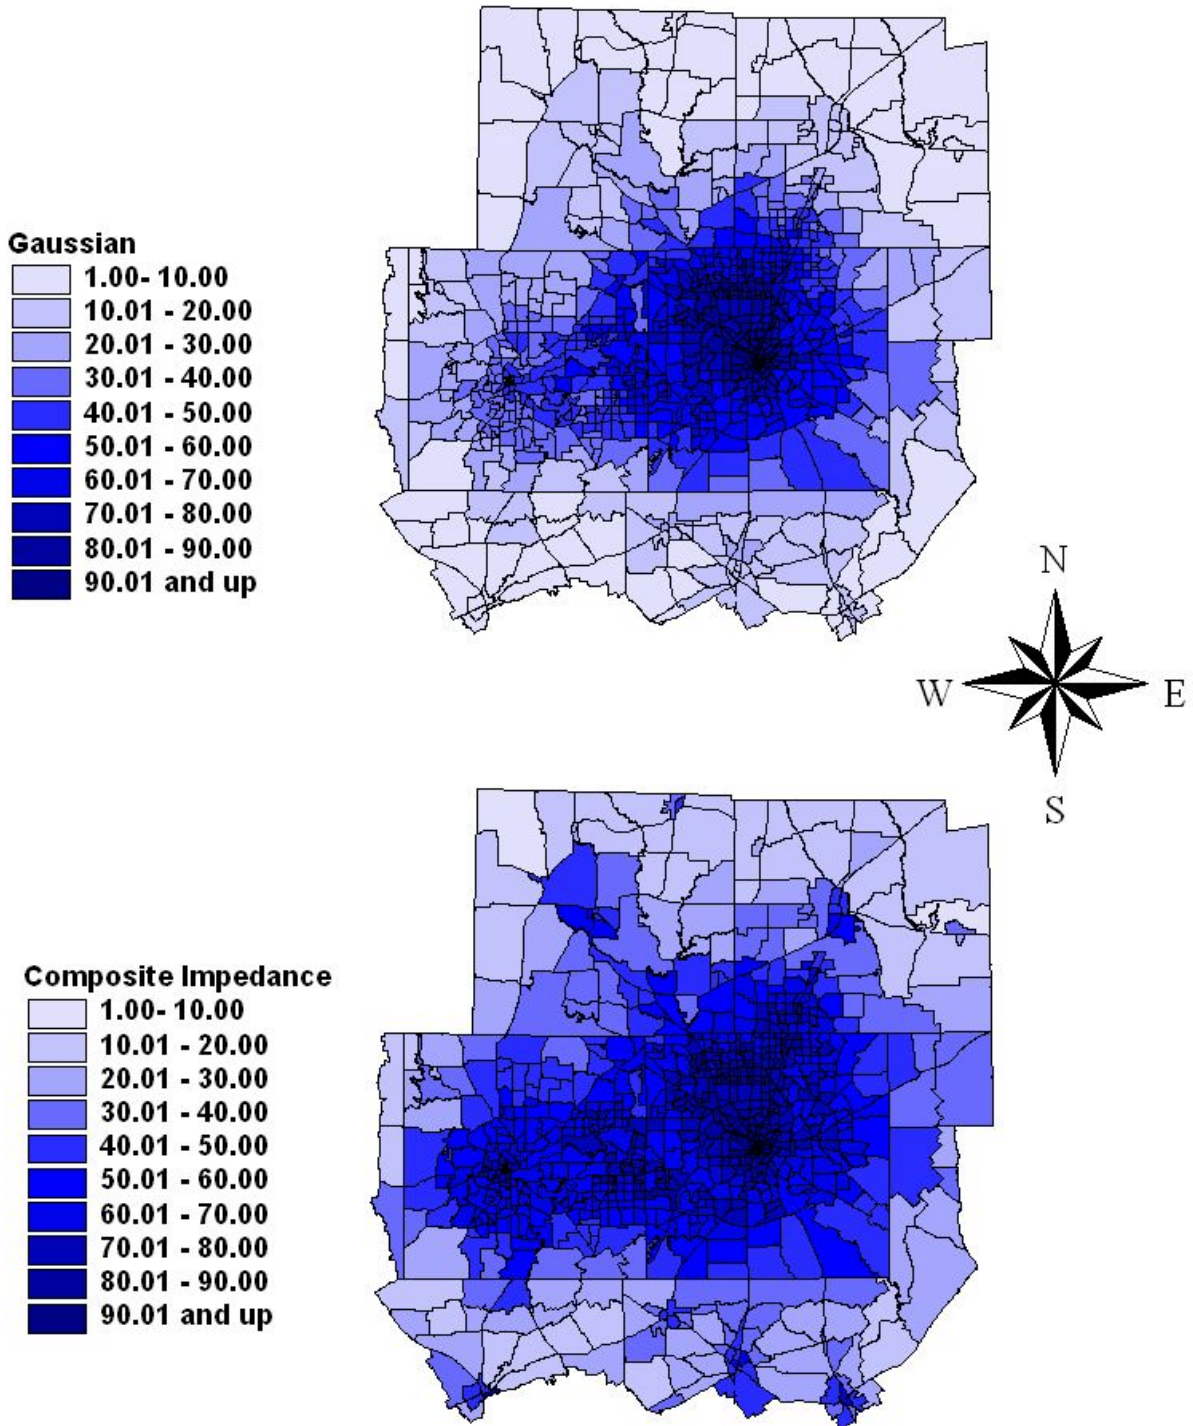 Gaussian
1.00- 10.00
10.01 - 20.00
20.01 - 30.00
30.01 - 40.00
40.01 - 50.00
50.01 - 60.00
60.01 - 70.00
70.01 - 80.00
80.01 - 90.00
90.01 and up
N
W E
S
Composite Impedance
1.00- 10.00
10.01 - 20.00
20.01 - 30.00
30.01 - 40.00
40.01 - 50.00
50.01 - 60.00
60.01 - 70.00
70.01 - 80.00
80.01 - 90.00
90.01 and up